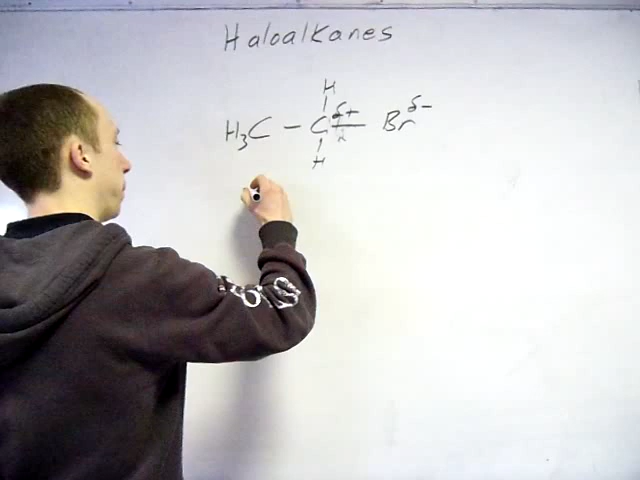 Haloalkanes
H
H₃C — C δ+ — Br δ−
H